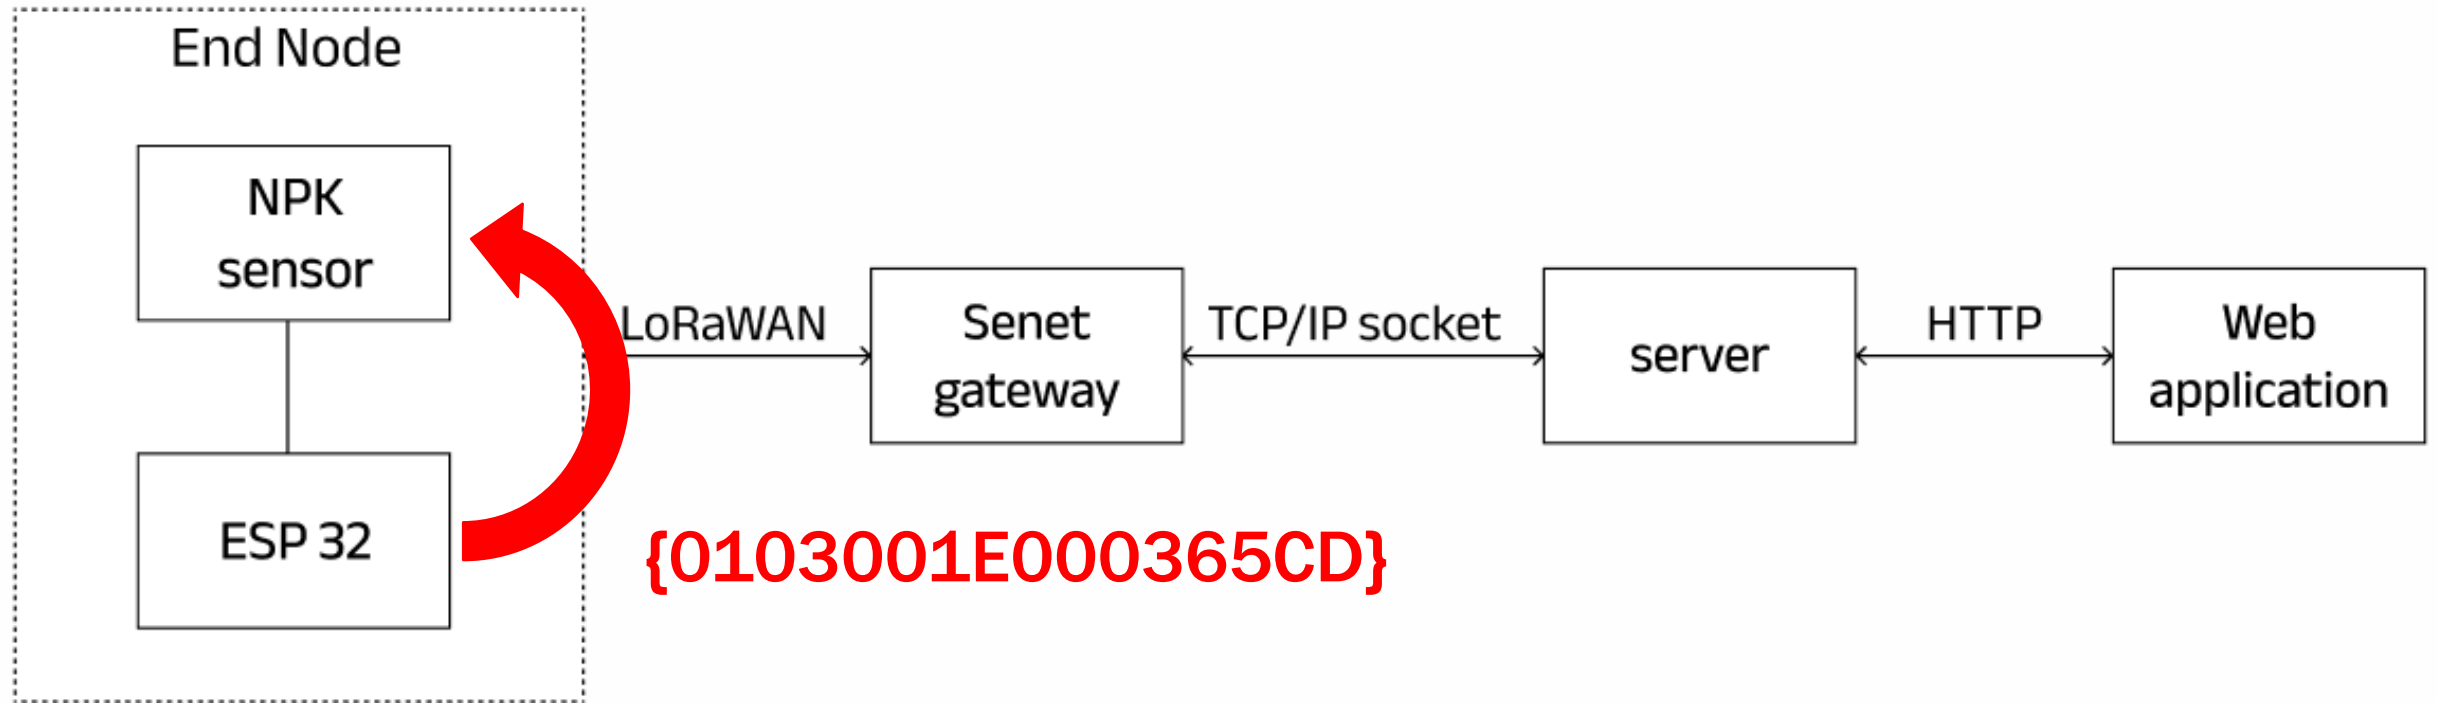 End Node
NPK
sensor
ESP 32
LoRaWAN
Senet
gateway
TCP/IP socket
server
HTTP
Web
application
{0103001E000365CD}